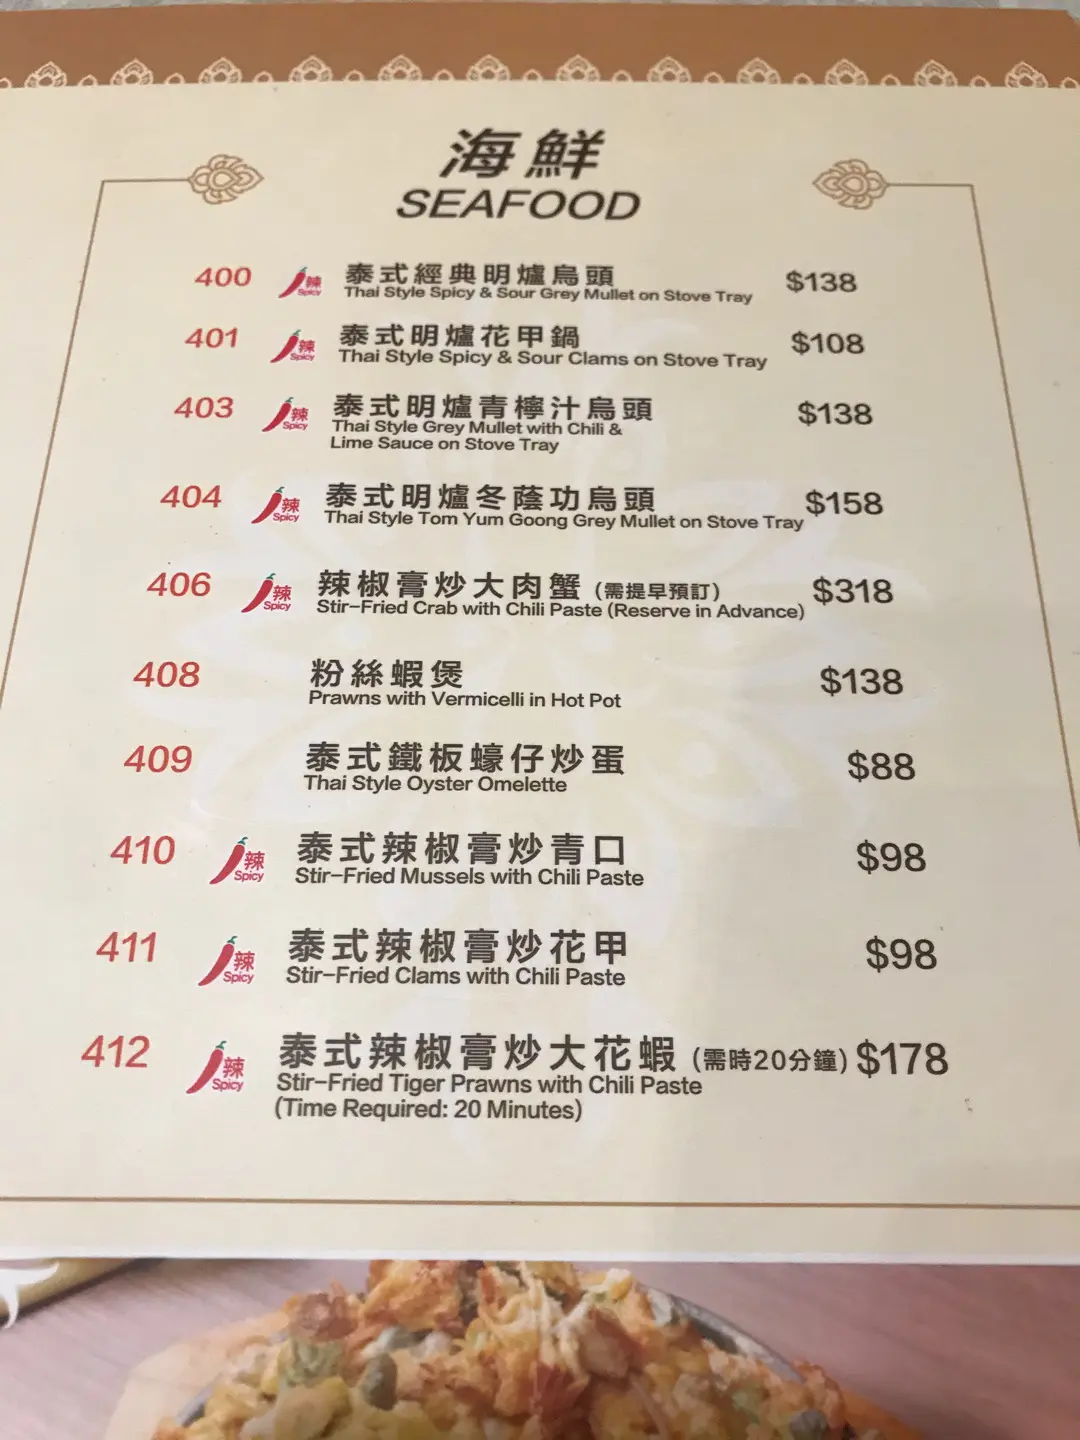 海鮮
SEAFOOD
400 辣 Spicy 泰式經典明爐烏頭 $138
Thai Style Spicy & Sour Grey Mullet on Stove Tray
401 辣 Spicy 泰式明爐花甲鍋 $108
Thai Style Spicy & Sour Clams on Stove Tray
403 辣 Spicy 泰式明爐青檸汁烏頭 $138
Thai Style Grey Mullet with Chili &
Lime Sauce on Stove Tray
404 辣 Spicy 泰式明爐冬蔭功烏頭 $158
Thai Style Tom Yum Goong Grey Mullet on Stove Tray
406 辣 Spicy 辣椒膏炒大肉蟹 (需提早預訂) $318
Stir-Fried Crab with Chili Paste (Reserve in Advance)
408 粉絲蝦煲 $138
Prawns with Vermicelli in Hot Pot
409 泰式鐵板蠔仔炒蛋 $88
Thai Style Oyster Omelette
410 辣 Spicy 泰式辣椒膏炒青口 $98
Stir-Fried Mussels with Chili Paste
411 辣 Spicy 泰式辣椒膏炒花甲 $98
Stir-Fried Clams with Chili Paste
412 辣 Spicy 泰式辣椒膏炒大花蝦 (需時20分鐘) $178
Stir-Fried Tiger Prawns with Chili Paste
(Time Required: 20 Minutes)